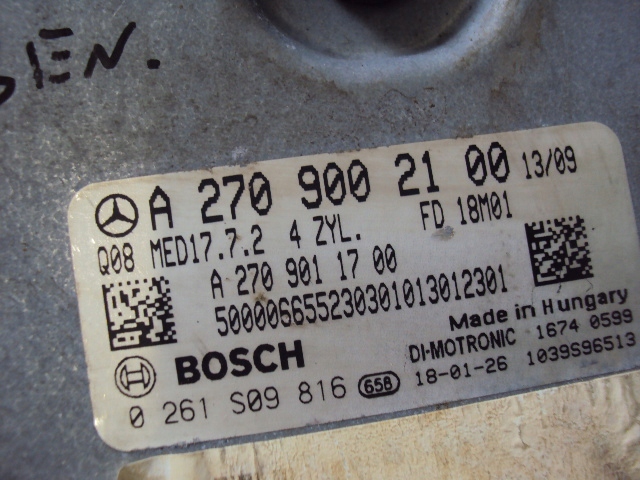 BEN.
A 270 900 21 00 13/09
Q08 MED17.7.2 4 ZYL. FD 18M01
A 270 901 17 00
500006655230301013012301
Made in Hungary
BOSCH DI-MOTRONIC 1674 0599
0 261 S09 816 658 18-01-26 1039S96513